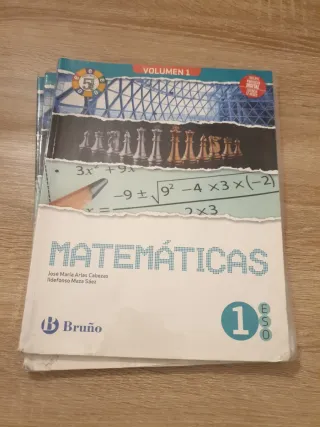 VOLUMEN 1
5
3x² + 9x
-9 ± √9² - 4 × 3 × (-2)
x =
2 × 3
MATEMÁTICAS
José María Arias Cabezas
Ildefonso Maza Sáez
1 ESO
B Bruño